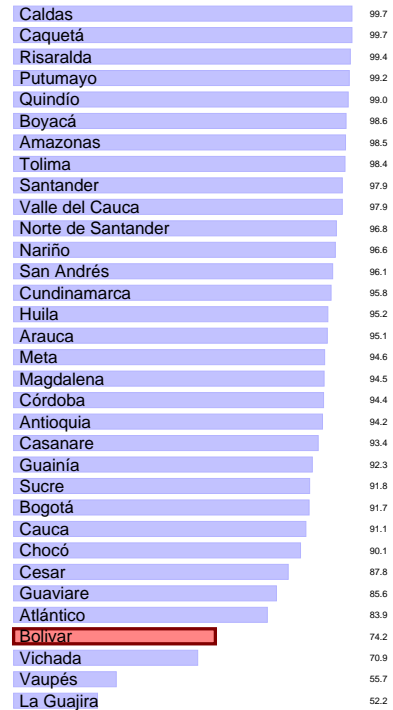 Caldas 99.7
Caquetá 99.7
Risaralda 99.4
Putumayo 99.2
Quindío 99.0
Boyacá 98.6
Amazonas 98.5
Tolima 98.4
Santander 97.9
Valle del Cauca 97.9
Norte de Santander 96.8
Nariño 96.6
San Andrés 96.1
Cundinamarca 95.8
Huila 95.2
Arauca 95.1
Meta 94.6
Magdalena 94.5
Córdoba 94.4
Antioquia 94.2
Casanare 93.4
Guainía 92.3
Sucre 91.8
Bogotá 91.7
Cauca 91.1
Chocó 90.1
Cesar 87.8
Guaviare 85.6
Atlántico 83.9
Bolivar 74.2
Vichada 70.9
Vaupés 55.7
La Guajira 52.2